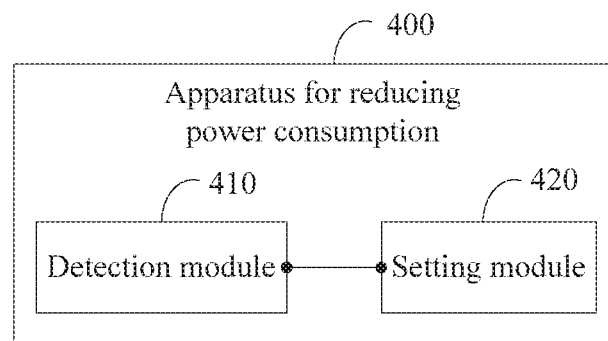 400
Apparatus for reducing
power consumption
410
420
Detection module
Setting module